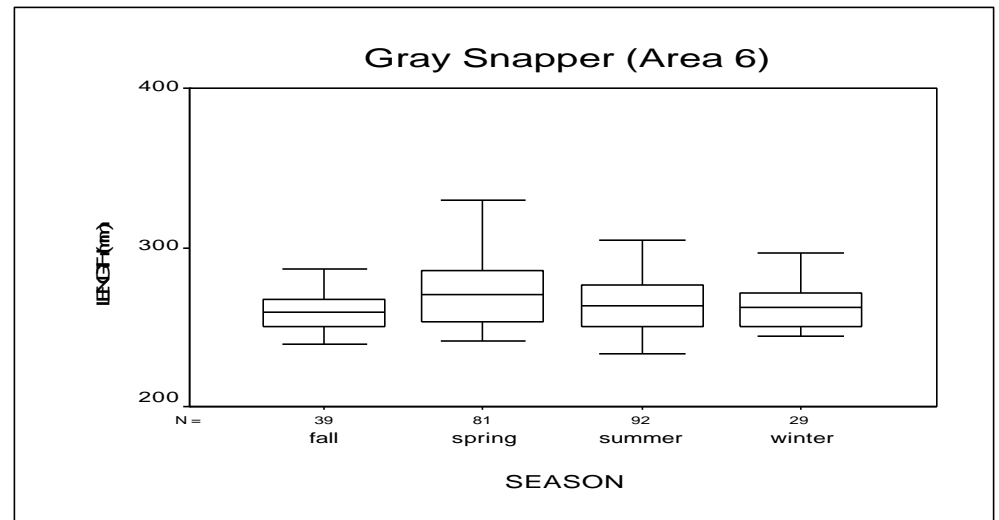 Gray Snapper (Area 6)
400
300
200
N = 39 81 92 29
fall spring summer winter
SEASON